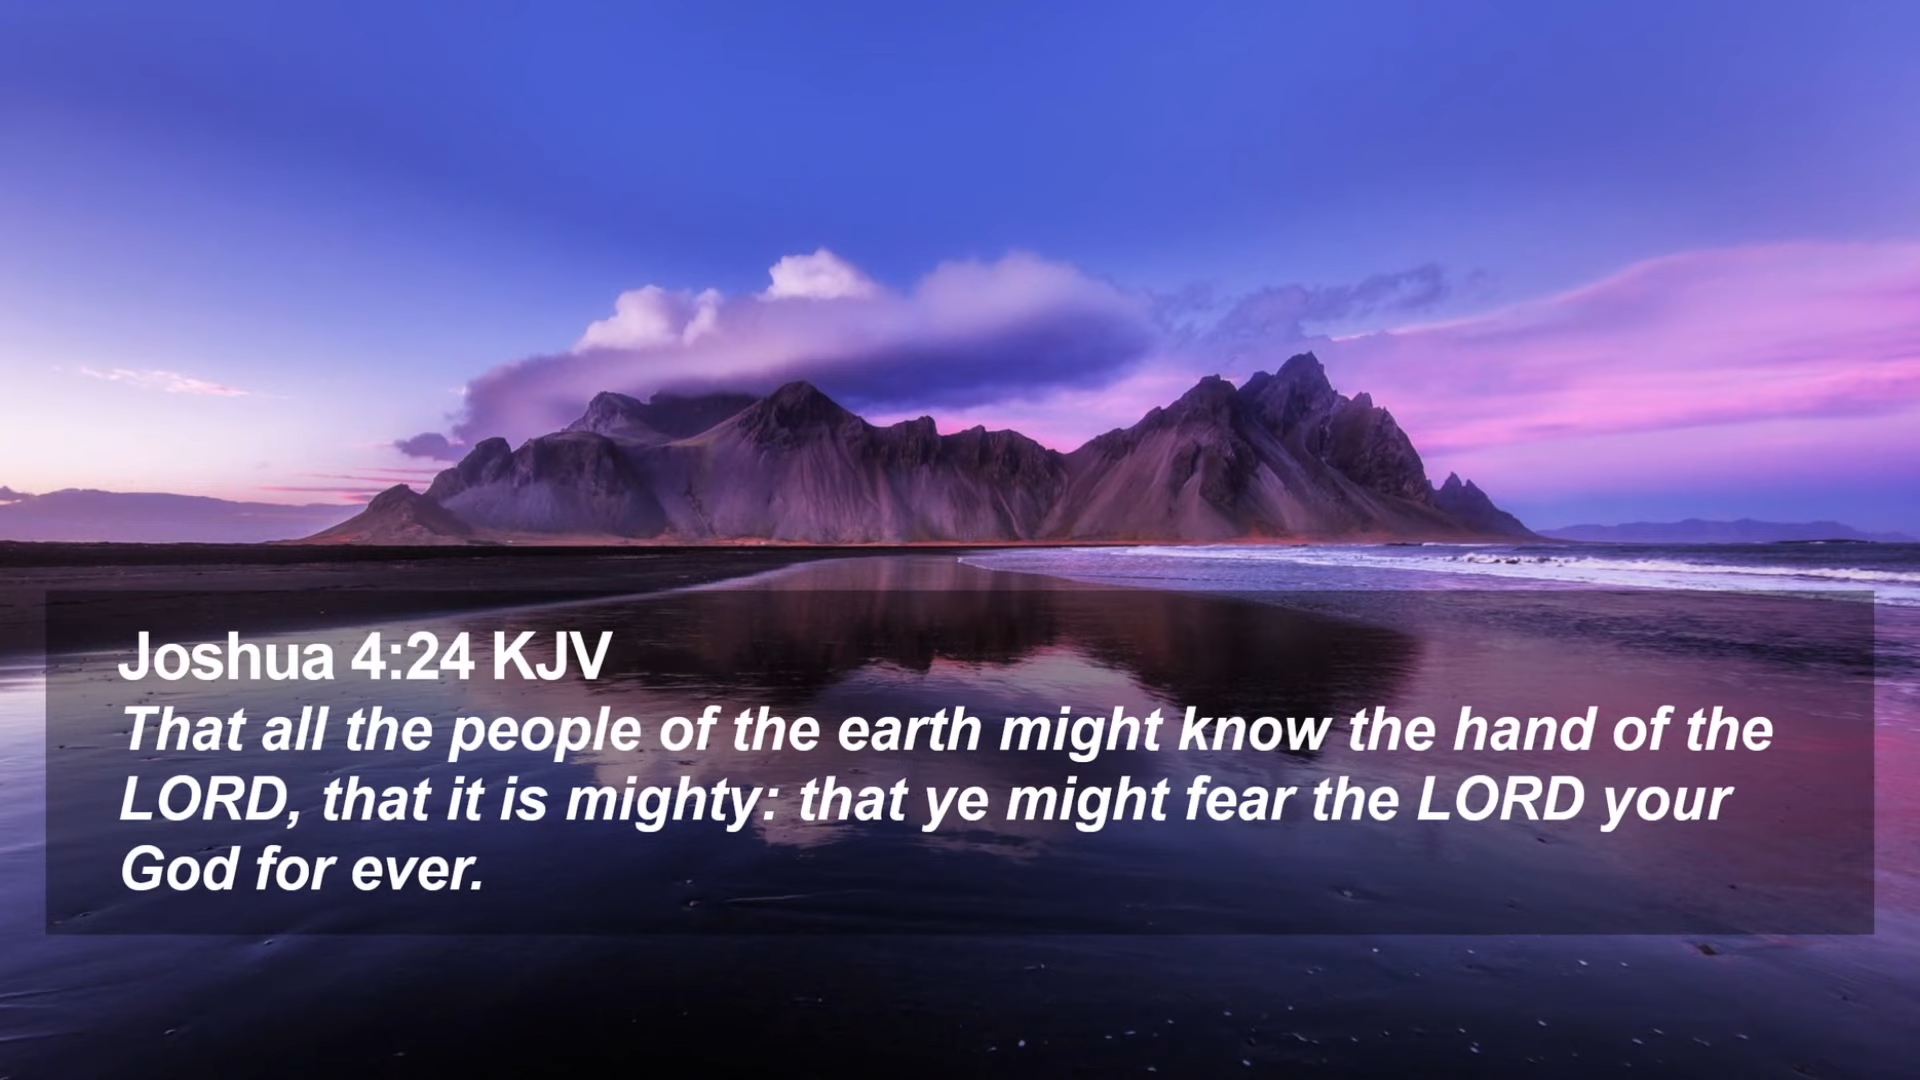 Joshua 4:24 KJV
That all the people of the earth might know the hand of the
LORD, that it is mighty: that ye might fear the LORD your
God for ever.